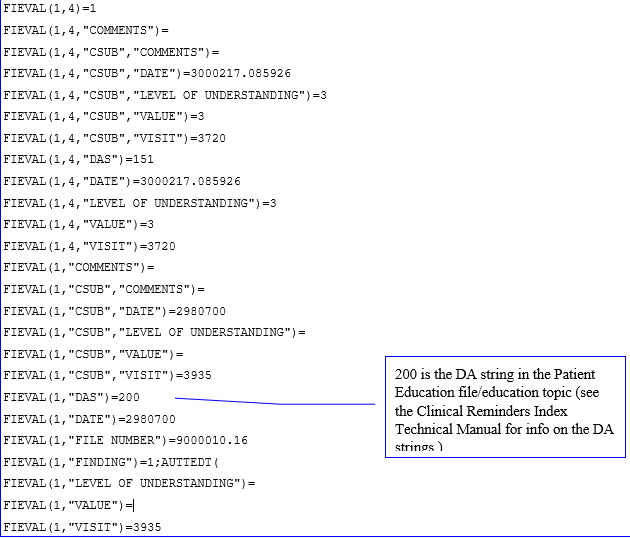 FIEVAL(1,4)=1
FIEVAL(1,4,"COMMENTS")=
FIEVAL(1,4,"CSUB","COMMENTS")=
FIEVAL(1,4,"CSUB","DATE")=3000217.085926
FIEVAL(1,4,"CSUB","LEVEL OF UNDERSTANDING")=3
FIEVAL(1,4,"CSUB","VALUE")=3
FIEVAL(1,4,"CSUB","VISIT")=3720
FIEVAL(1,4,"DAS")=151
FIEVAL(1,4,"DATE")=3000217.085926
FIEVAL(1,4,"LEVEL OF UNDERSTANDING")=3
FIEVAL(1,4,"VALUE")=3
FIEVAL(1,4,"VISIT")=3720
FIEVAL(1,"COMMENTS")=
FIEVAL(1,"CSUB","COMMENTS")=
FIEVAL(1,"CSUB","DATE")=2980700
FIEVAL(1,"CSUB","LEVEL OF UNDERSTANDING")=
FIEVAL(1,"CSUB","VALUE")=
FIEVAL(1,"CSUB","VISIT")=3935
FIEVAL(1,"DAS")=200
FIEVAL(1,"DATE")=2980700
FIEVAL(1,"FILE NUMBER")=9000010.16
FIEVAL(1,"FINDING")=1;AUTTEDT(
FIEVAL(1,"LEVEL OF UNDERSTANDING")=
FIEVAL(1,"VALUE")=
FIEVAL(1,"VISIT")=3935
200 is the DA string in the Patient
Education file/education topic (see
the Clinical Reminders Index
Technical Manual for info on the DA
strings )